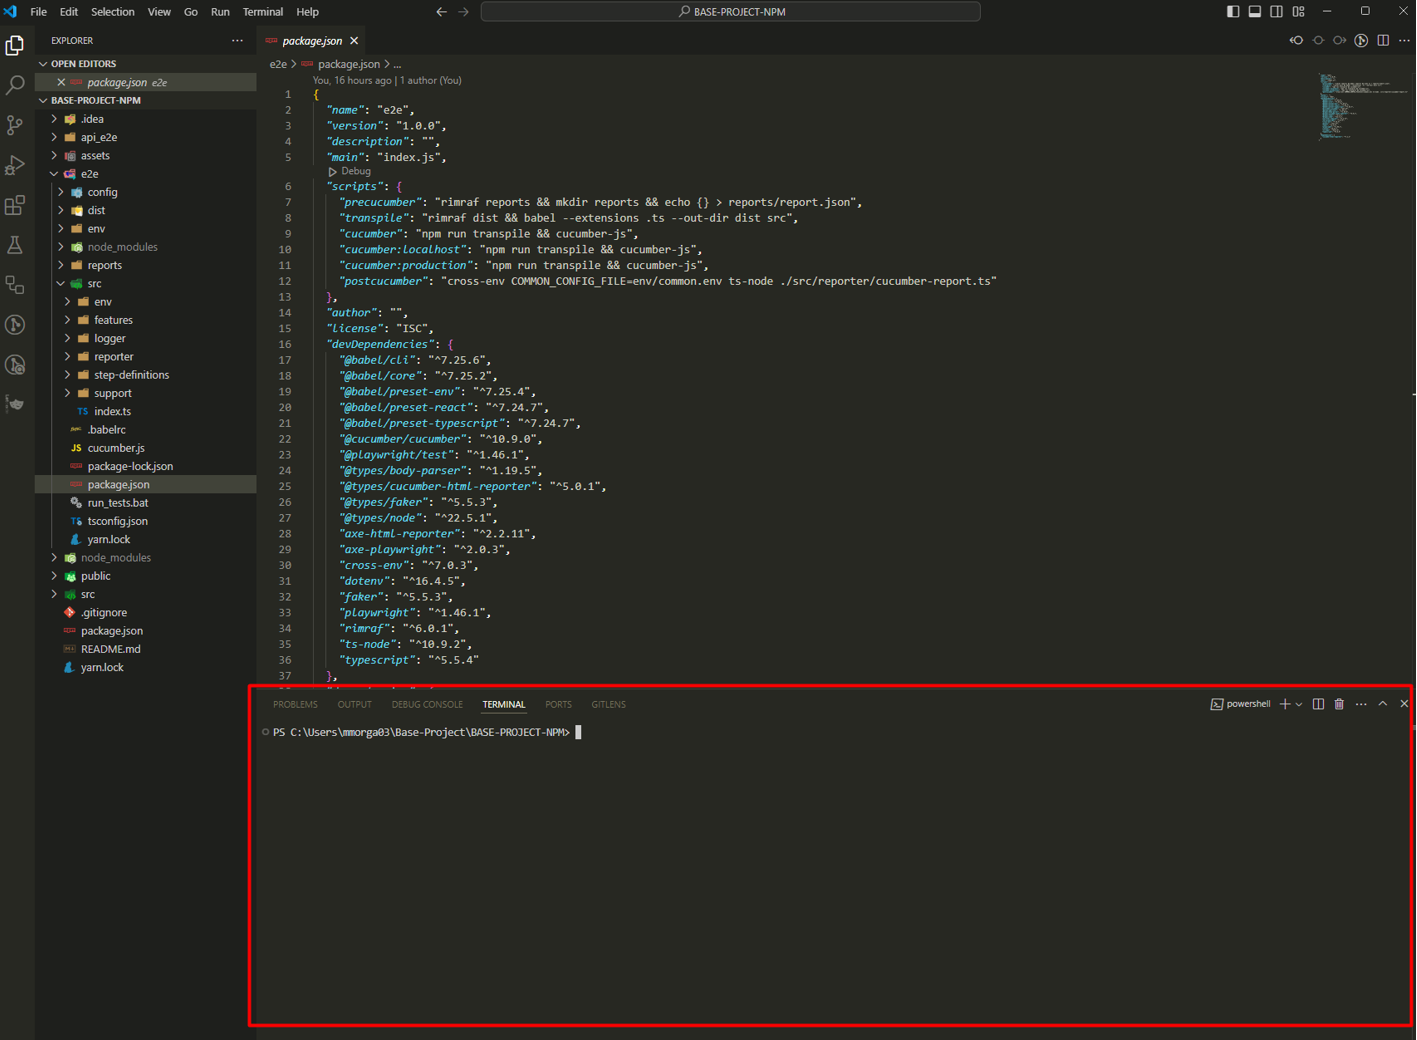 File Edit Selection View Go Run Terminal Help
BASE-PROJECT-NPM
EXPLORER
OPEN EDITORS
package.json e2e
BASE-PROJECT-NPM
.idea
api_e2e
assets
e2e
config
dist
env
node_modules
reports
src
env
features
logger
reporter
step-definitions
support
TS index.ts
.babelrc
JS cucumber.js
package-lock.json
package.json
run_tests.bat
tsconfig.json
yarn.lock
node_modules
public
src
.gitignore
package.json
README.md
yarn.lock
package.json
e2e > package.json > ...
You, 16 hours ago | 1 author (You)
1 {
2 "name": "e2e",
3 "version": "1.0.0",
4 "description": "",
5 "main": "index.js",
Debug
6 "scripts": {
7 "precucumber": "rimraf reports && mkdir reports && echo {} > reports/report.json",
8 "transpile": "rimraf dist && babel --extensions .ts --out-dir dist src",
9 "cucumber": "npm run transpile && cucumber-js",
10 "cucumber:localhost": "npm run transpile && cucumber-js",
11 "cucumber:production": "npm run transpile && cucumber-js",
12 "postcucumber": "cross-env COMMON_CONFIG_FILE=env/common.env ts-node ./src/reporter/cucumber-report.ts"
13 },
14 "author": "",
15 "license": "ISC",
16 "devDependencies": {
17 "@babel/cli": "^7.25.6",
18 "@babel/core": "^7.25.2",
19 "@babel/preset-env": "^7.25.4",
20 "@babel/preset-react": "^7.24.7",
21 "@babel/preset-typescript": "^7.24.7",
22 "@cucumber/cucumber": "^10.9.0",
23 "@playwright/test": "^1.46.1",
24 "@types/body-parser": "^1.19.5",
25 "@types/cucumber-html-reporter": "^5.0.1",
26 "@types/faker": "^5.5.3",
27 "@types/node": "^22.5.1",
28 "axe-html-reporter": "^2.2.11",
29 "axe-playwright": "^2.0.3",
30 "cross-env": "^7.0.3",
31 "dotenv": "^16.4.5",
32 "faker": "^5.5.3",
33 "playwright": "^1.46.1",
34 "rimraf": "^6.0.1",
35 "ts-node": "^10.9.2",
36 "typescript": "^5.5.4"
37 },
PROBLEMS OUTPUT DEBUG CONSOLE TERMINAL PORTS GITLENS
powershell
PS C:\Users\mmorga03\Base-Project\BASE-PROJECT-NPM>